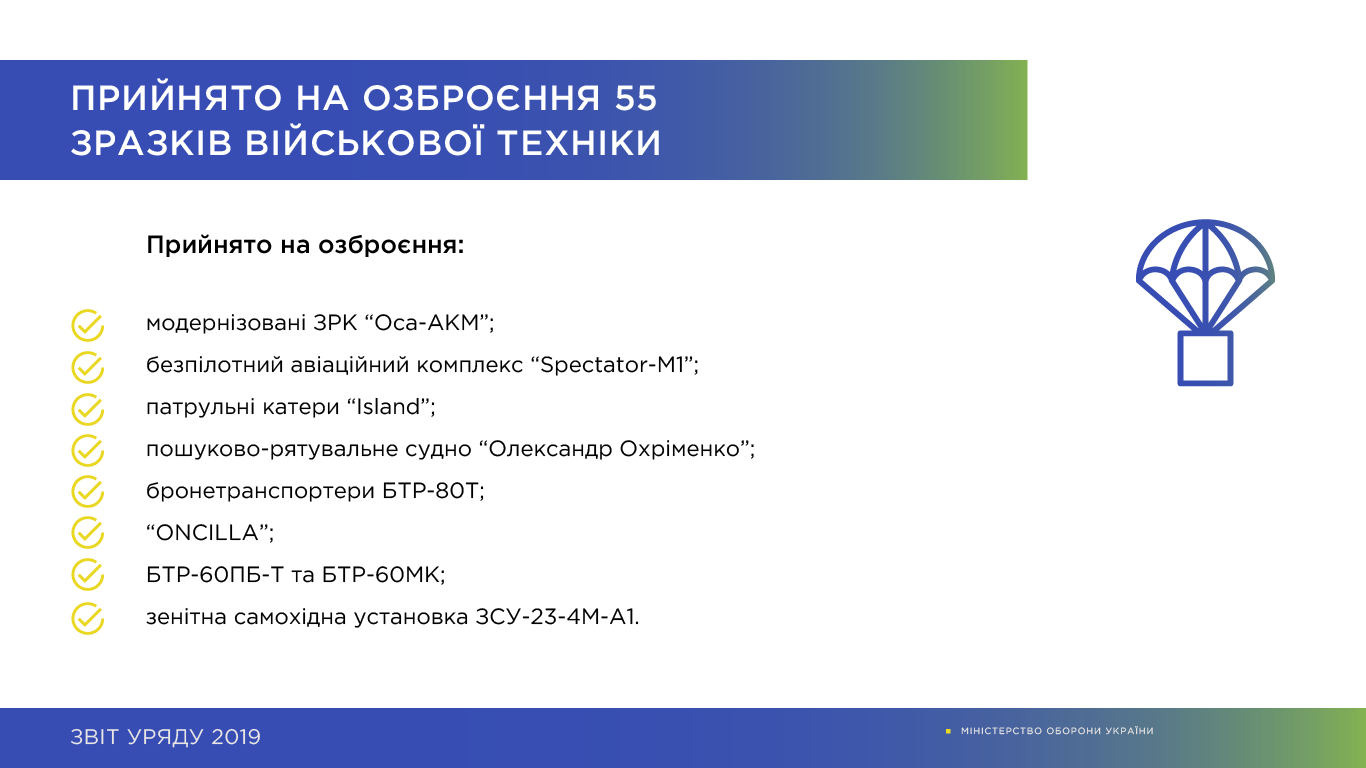 ПРИЙНЯТО НА ОЗБРОЄННЯ 55
ЗРАЗКІВ ВІЙСЬКОВОЇ ТЕХНІКИ
Прийнято на озброєння:
модернізовані ЗРК “Оса-АКМ”;
безпілотний авіаційний комплекс “Spectator-M1”;
патрульні катери “Island”;
пошуково-рятувальне судно “Олександр Охріменко”;
бронетранспортери БТР-80Т;
“ONCILLA”;
БТР-60ПБ-Т та БТР-60МК;
зенітна самохідна установка ЗСУ-23-4М-А1.
ЗВІТ УРЯДУ 2019
МІНІСТЕРСТВО ОБОРОНИ УКРАЇНИ